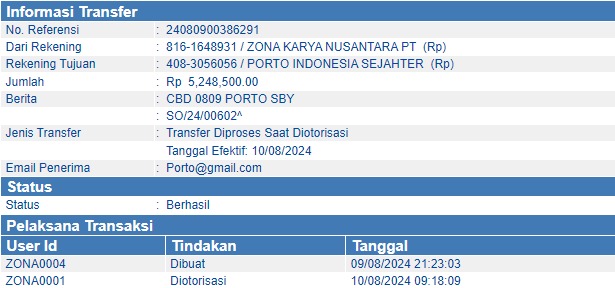 Informasi Transfer
No. Referensi : 24080900386291
Dari Rekening : 816-1648931 / ZONA KARYA NUSANTARA PT (Rp)
Rekening Tujuan : 408-3056056 / PORTO INDONESIA SEJAHTER (Rp)
Jumlah : Rp 5,248,500.00
Berita : CBD 0809 PORTO SBY
SO/24/00602^
Jenis Transfer : Transfer Diproses Saat Diotorisasi
Tanggal Efektif: 10/08/2024
Email Penerima : Porto@gmail.com
Status
Status : Berhasil
Pelaksana Transaksi
User Id Tindakan Tanggal
ZONA0004 Dibuat 09/08/2024 21:23:03
ZONA0001 Diotorisasi 10/08/2024 09:18:09